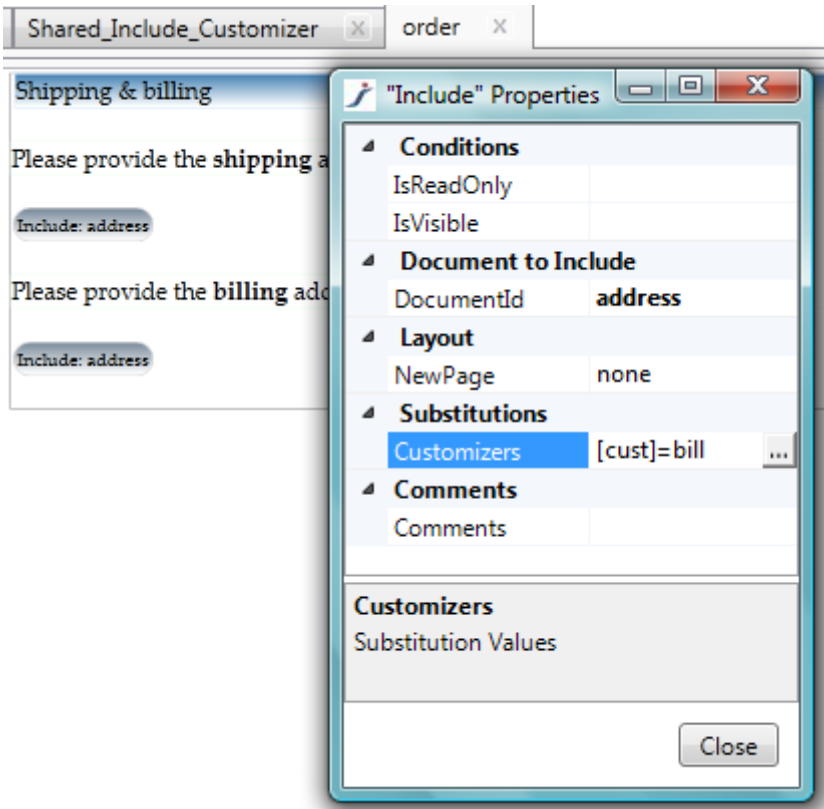 Shared_Include_Customizer x order x
Shipping & billing
Please provide the shipping a
Include: address
Please provide the billing add
Include: address
"Include" Properties
Conditions
IsReadOnly
IsVisible
Document to Include
DocumentId address
Layout
NewPage none
Substitutions
Customizers [cust]=bill ...
Comments
Comments
Customizers
Substitution Values
Close